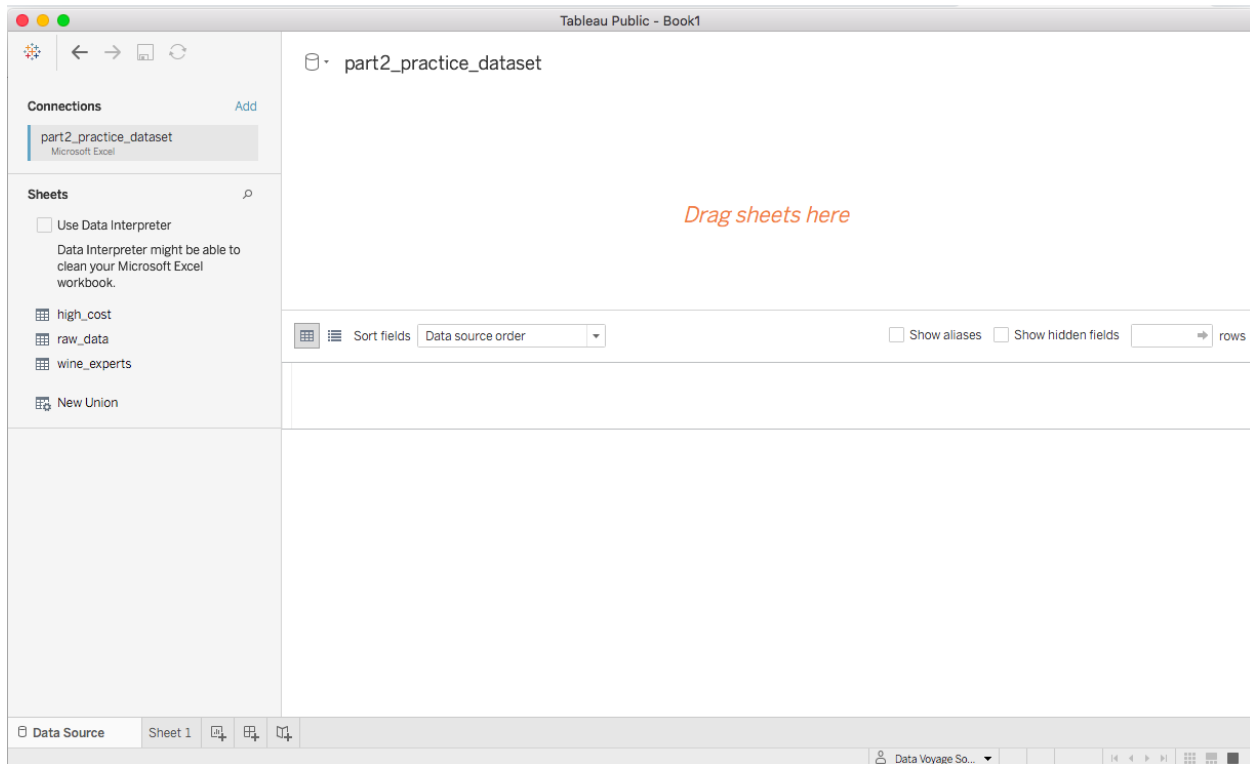 Tableau Public - Book1
part2_practice_dataset
Connections
Add
part2_practice_dataset
Microsoft Excel
Sheets
Use Data Interpreter
Data Interpreter might be able to
clean your Microsoft Excel
workbook.
high_cost
raw_data
wine_experts
New Union
Drag sheets here
Sort fields Data source order
Show aliases Show hidden fields rows
Data Source Sheet 1
Data Voyage So...